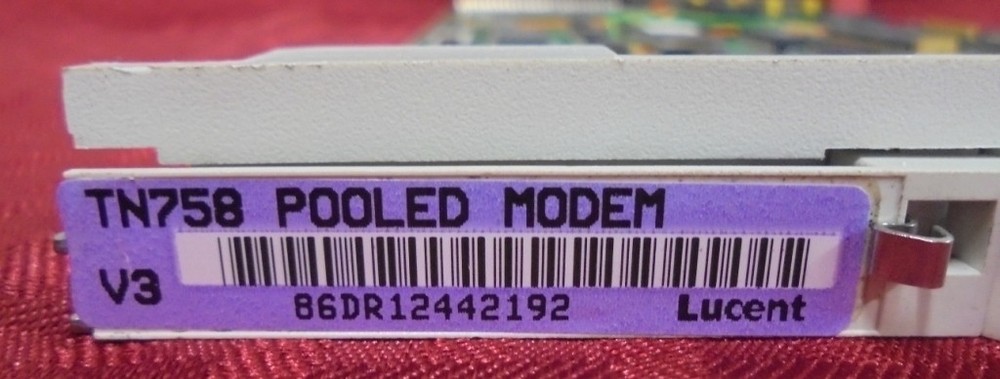 TN758 POOLED MODEM
V3
86DR12442192 Lucent